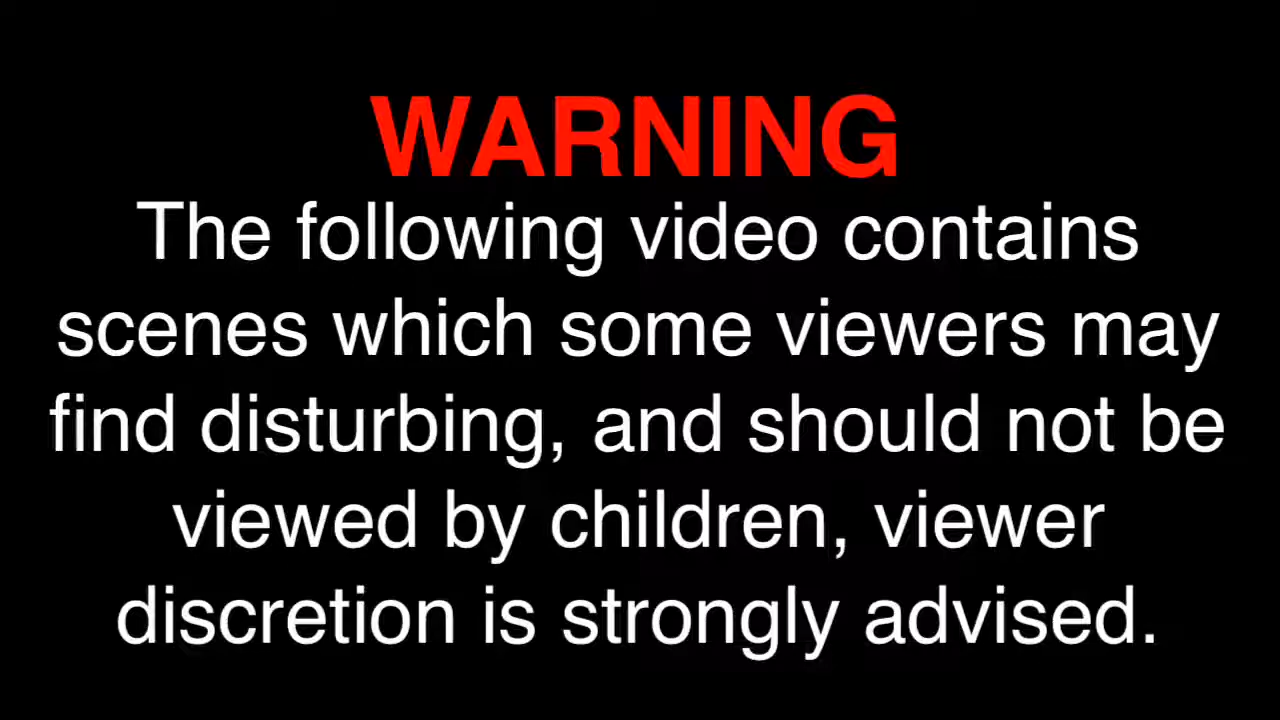 WARNING
The following video contains
scenes which some viewers may
find disturbing, and should not be
viewed by children, viewer
discretion is strongly advised.